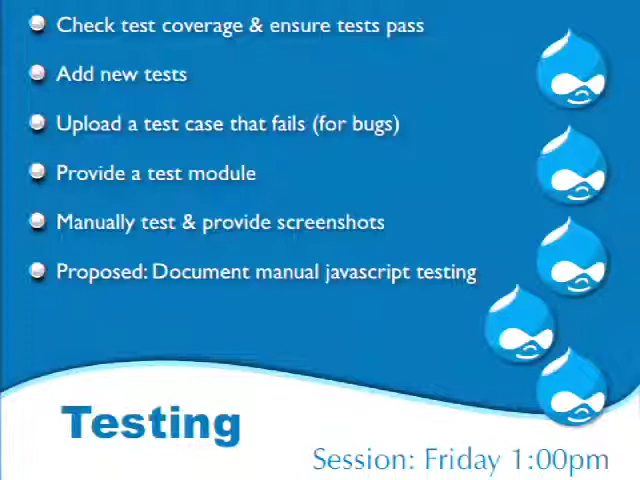 Check test coverage & ensure tests pass
Add new tests
Upload a test case that fails (for bugs)
Provide a test module
Manually test & provide screenshots
Proposed: Document manual javascript testing
Testing
Session: Friday 1:00pm